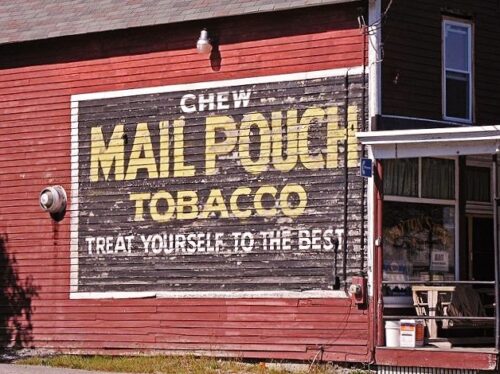 CHEW
MAIL POUCH
TOBACCO
TREAT YOURSELF TO THE BEST